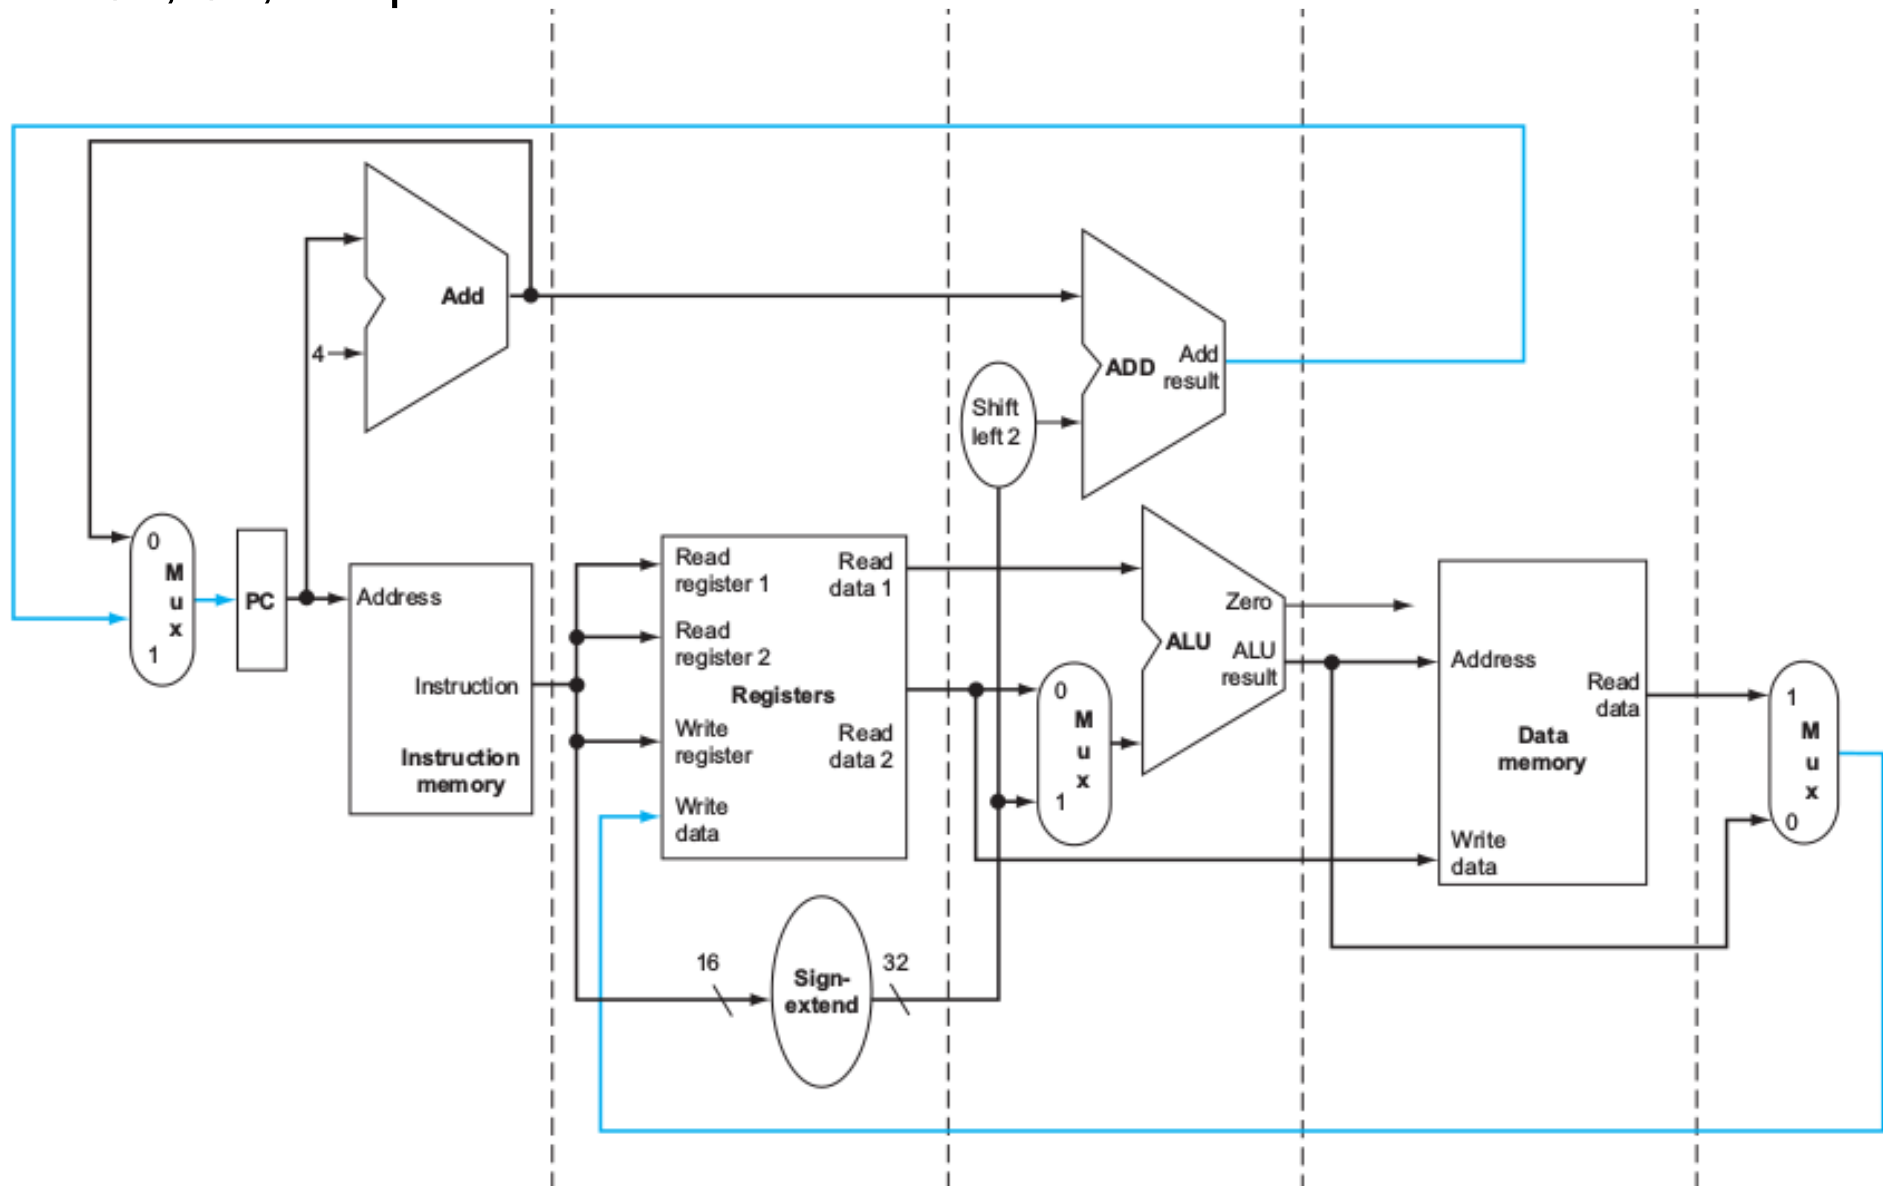 Add
4
ADD
Add
result
Shift
left 2
0
M
u
x
1
PC
Address
Instruction
Instruction
memory
Read
register 1
Read
data 1
Read
register 2
Registers
Write
register
Read
data 2
Write
data
16
Sign-
extend
32
0
M
u
x
1
Zero
ALU
ALU
result
Address
Read
data
Data
memory
Write
data
1
M
u
x
0